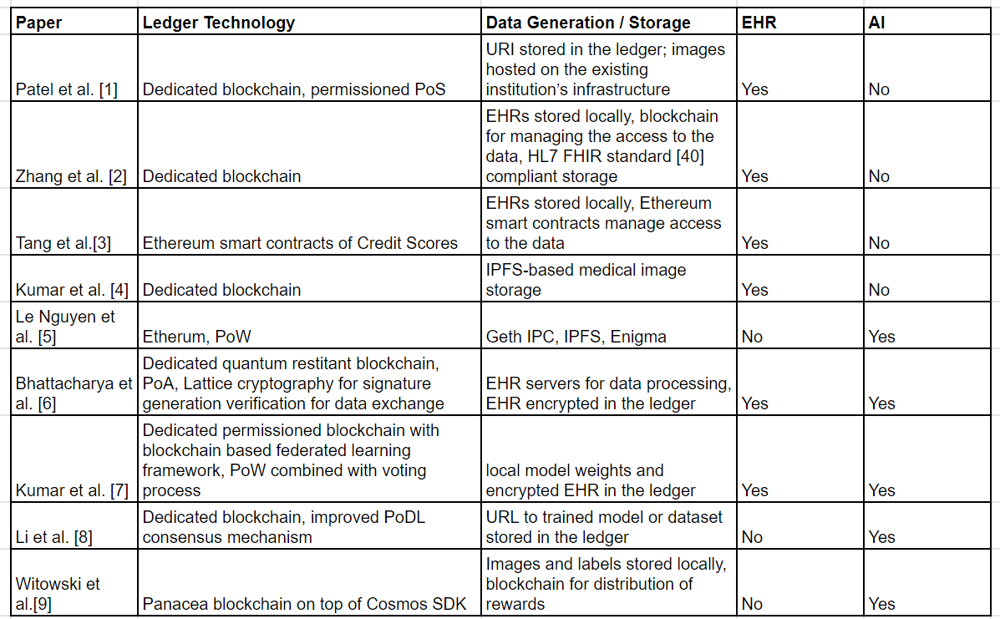 Paper Ledger Technology Data Generation / Storage EHR AI
URI stored in the ledger; images
hosted on the existing
Patel et al. [1] Dedicated blockchain, permissioned PoS institution's infrastructure Yes No
EHRs stored locally, blockchain
for managing the access to the
data, HL7 FHIR standard [40]
Zhang et al. [2] Dedicated blockchain compliant storage Yes No
EHRs stored locally, Ethereum
smart contracts manage access
Tang et al.[3] Ethereum smart contracts of Credit Scores to the data Yes No
IPFS-based medical image
Kumar et al. [4] Dedicated blockchain storage Yes No
Le Nguyen et
al. [5] Etherum, PoW Geth IPC, IPFS, Enigma No Yes
Dedicated quantum restitant blockchain,
Bhattacharya et PoA, Lattice cryptography for signature EHR servers for data processing,
al. [6] generation verification for data exchange EHR encrypted in the ledger Yes Yes
Dedicated permissioned blockchain with
blockchain based federated learning
framework, PoW combined with voting local model weights and
Kumar et al. [7] process encrypted EHR in the ledger Yes Yes
Dedicated blockchain, improved PoDL URL to trained model or dataset
Li et al. [8] consensus mechanism stored in the ledger No Yes
Images and labels stored locally,
Witowski et blockchain for distribution of
al.[9] Panacea blockchain on top of Cosmos SDK rewards No Yes